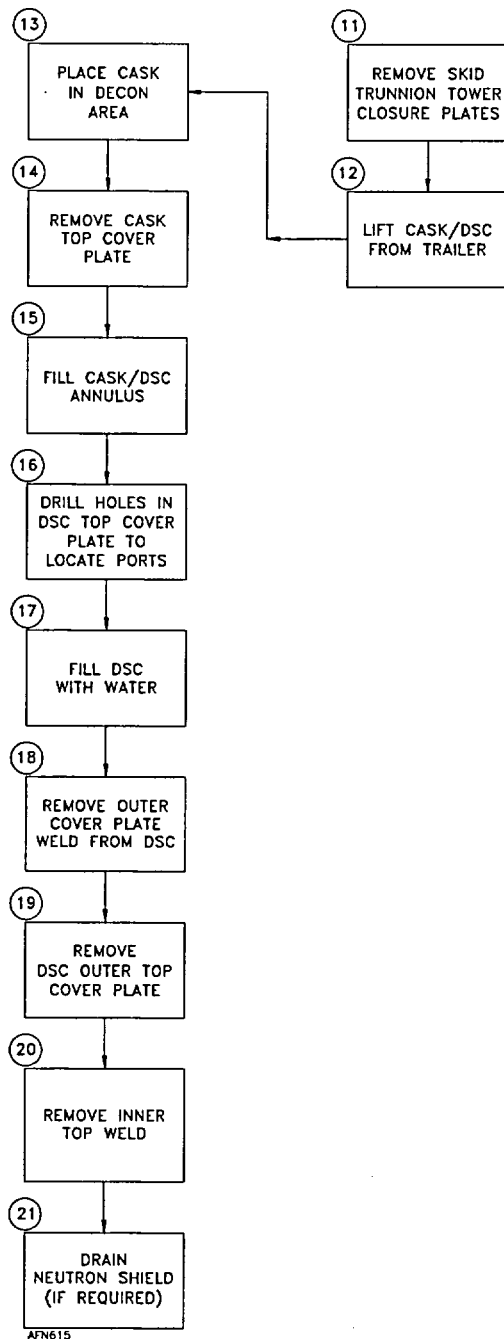 11
REMOVE SKID
TRUNNION TOWER
CLOSURE PLATES
12
LIFT CASK/DSC
FROM TRAILER
13
PLACE CASK
IN DECON
AREA
14
REMOVE CASK
TOP COVER
PLATE
15
FILL CASK/DSC
ANNULUS
16
DRILL HOLES IN
DSC TOP COVER
PLATE TO
LOCATE PORTS
17
FILL DSC
WITH WATER
18
REMOVE OUTER
COVER PLATE
WELD FROM DSC
19
REMOVE
DSC OUTER TOP
COVER PLATE
20
REMOVE INNER
TOP WELD
21
DRAIN
NEUTRON SHIELD
(IF REQUIRED)
AFN615